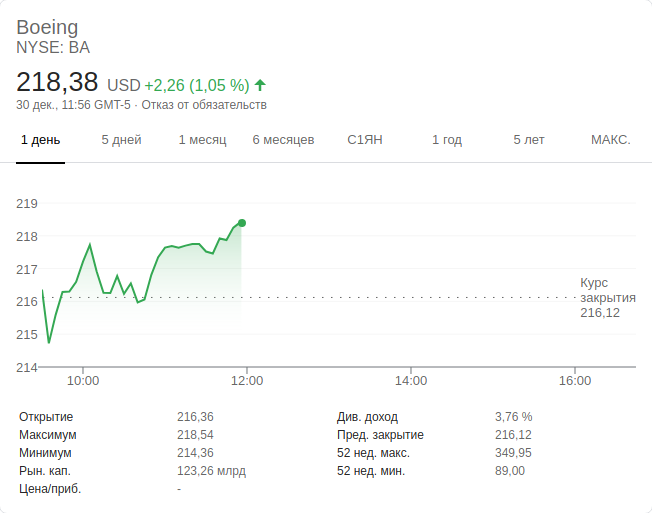 Boeing
NYSE: BA
218,38 USD +2,26 (1,05 %)
30 дек., 11:56 GMT-5 · Отказ от обязательств
1 день 5 дней 1 месяц 6 месяцев С1ЯН 1 год 5 лет МАКС.
219
218
217
216
215
214
Курс
закрытия
216,12
10:00 12:00 14:00 16:00
Открытие 216,36 Див. доход 3,76 %
Максимум 218,54 Пред. закрытие 216,12
Минимум 214,36 52 нед. макс. 349,95
Рын. кап. 123,26 млрд 52 нед. мин. 89,00
Цена/приб. -